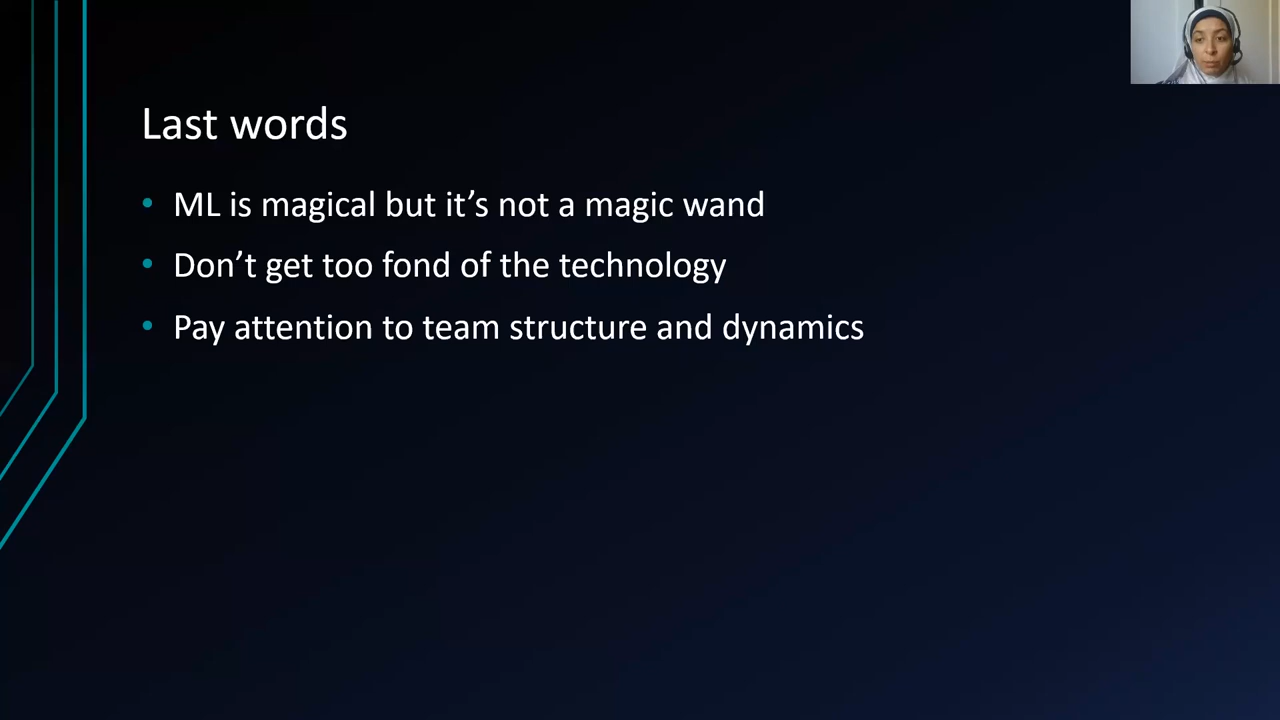 Last words
• ML is magical but it’s not a magic wand
• Don’t get too fond of the technology
• Pay attention to team structure and dynamics